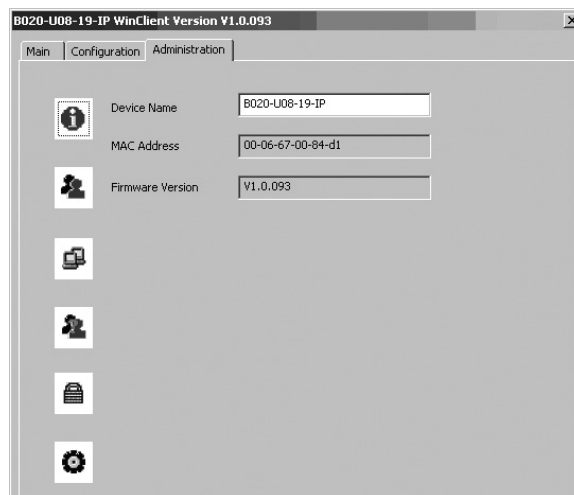 B020-U08-19-IP WinClient Version V1.0.093
Main Configuration Administration
Device Name B020-U08-19-IP
MAC Address 00-06-67-00-84-d1
Firmware Version V1.0.093